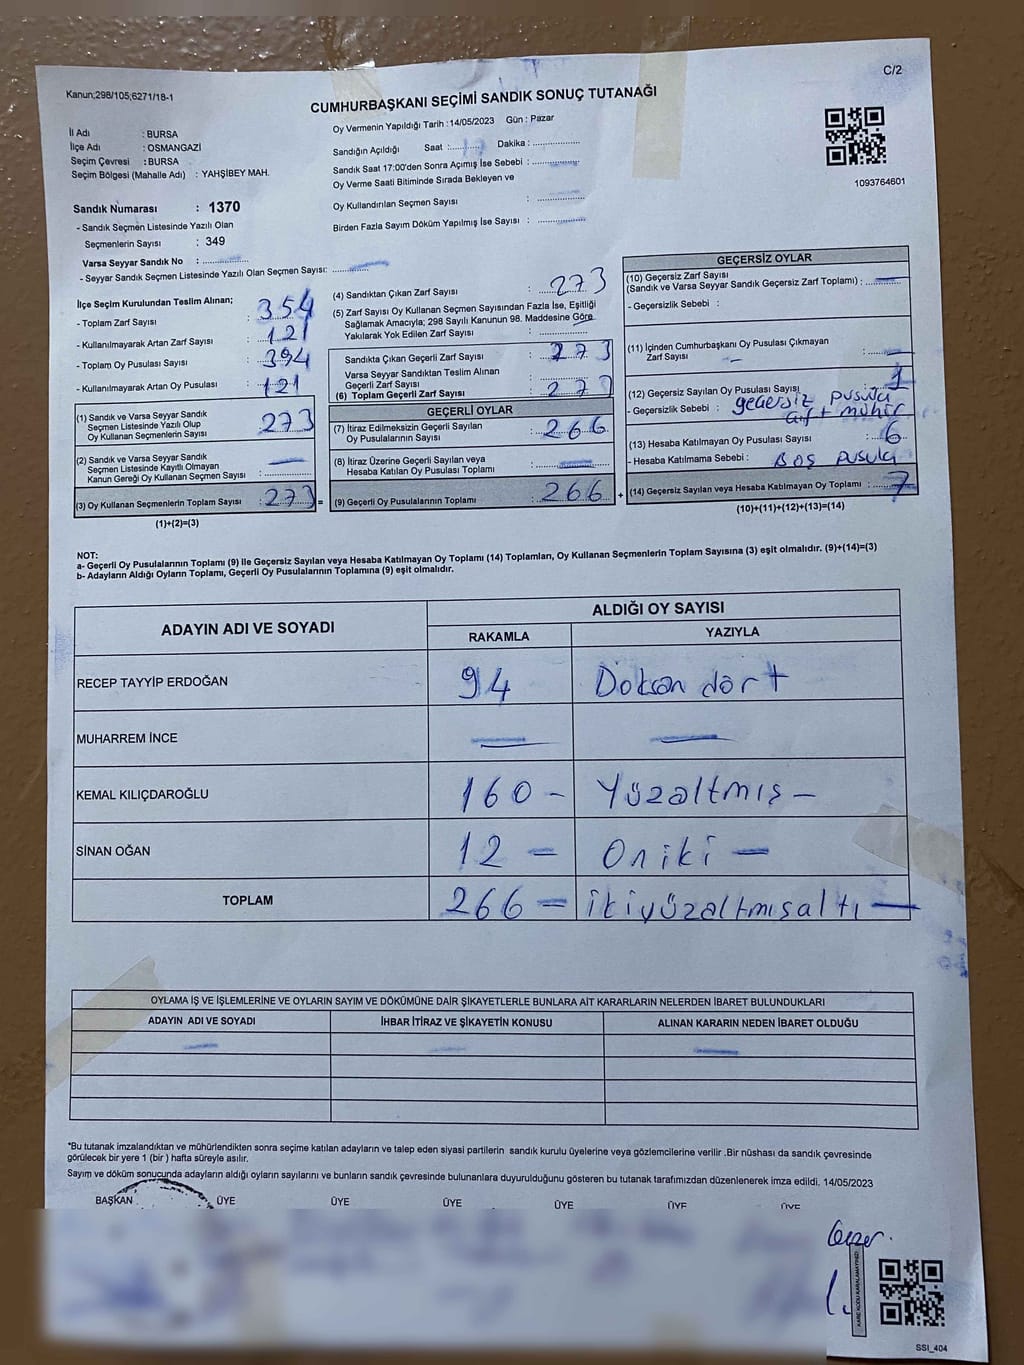 C/2
Kanun;298/105;6271/18-1
CUMHURBAŞKANI SEÇİMİ SANDIK SONUÇ TUTANAĞI
İl Adı : BURSA
İlçe Adı : OSMANGAZİ
Seçim Çevresi : BURSA
Seçim Bölgesi (Mahalle Adı) : YAHŞİBEY MAH.
Oy Vermenin Yapıldığı Tarih : 14/05/2023 Gün : Pazar
Sandığın Açıldığı Saat : 17 Dakika :
Sandık Saat 17:00'den Sonra Açımış İse Sebebi :
Oy Verme Saati Bitiminde Sırada Bekleyen ve
Oy Kullandırılan Seçmen Sayısı :
Birden Fazla Sayım Döküm Yapılmış İse Sayısı :
1093764601
Sandık Numarası : 1370
- Sandık Seçmen Listesinde Yazılı Olan
Seçmenlerin Sayısı : 349
Varsa Seyyar Sandık No :
- Seyyar Sandık Seçmen Listesinde Yazılı Olan Seçmen Sayısı:
İlçe Seçim Kurulundan Teslim Alınan;
- Toplam Zarf Sayısı : 354
- Kullanılmayarak Artan Zarf Sayısı : 121
- Toplam Oy Pusulası Sayısı : 394
- Kullanılmayarak Artan Oy Pusulası : 121
(1) Sandık ve Varsa Seyyar Sandık
Seçmen Listesinde Yazılı Olup
Oy Kullanan Seçmenlerin Sayısı : 273
(2) Sandık ve Varsa Seyyar Sandık
Seçmen Listesinde Kayıtlı Olmayan
Kanun Gereği Oy Kullanan Seçmen Sayısı :
(3) Oy Kullanan Seçmenlerin Toplam Sayısı : 273 =
(1)+(2)=(3)
(4) Sandıktan Çıkan Zarf Sayısı : 273
(5) Zarf Sayısı Oy Kullanan Seçmen Sayısından Fazla İse, Eşitliği
Sağlamak Amacıyla; 298 Sayılı Kanunun 98. Maddesine Göre
Yakılarak Yok Edilen Zarf Sayısı :
Sandıkta Çıkan Geçerli Zarf Sayısı : 273
Varsa Seyyar Sandıktan Teslim Alınan
Geçerli Zarf Sayısı :
(6) Toplam Geçerli Zarf Sayısı : 273
GEÇERLİ OYLAR
(7) İtiraz Edilmeksizin Geçerli Sayılan
Oy Pusulalarının Sayısı : 266
(8) İtiraz Üzerine Geçerli Sayılan veya
Hesaba Katılan Oy Pusulası Toplamı :
(9) Geçerli Oy Pusulalarının Toplamı : 266 +
GEÇERSİZ OYLAR
(10) Geçersiz Zarf Sayısı
(Sandık ve Varsa Seyyar Sandık Geçersiz Zarf Toplamı) :
- Geçersizlik Sebebi :
(11) İçinden Cumhurbaşkanı Oy Pusulası Çıkmayan
Zarf Sayısı :
(12) Geçersiz Sayılan Oy Pusulası Sayısı : 1
- Geçersizlik Sebebi : geçersiz pusula
çift mühür
(13) Hesaba Katılmayan Oy Pusulası Sayısı : 6
- Hesaba Katılmama Sebebi : Boş pusula
(14) Geçersiz Sayılan veya Hesaba Katılmayan Oy Toplamı : 7
(10)+(11)+(12)+(13)=(14)
NOT:
a- Geçerli Oy Pusulalarının Toplamı (9) ile Geçersiz Sayılan veya Hesaba Katılmayan Oy Toplamı (14) Toplamları, Oy Kullanan Seçmenlerin Toplam Sayısına (3) eşit olmalıdır. (9)+(14)=(3)
b- Adayların Aldığı Oyların Toplamı, Geçerli Oy Pusulalarının Toplamına (9) eşit olmalıdır.
ADAYIN ADI VE SOYADI
ALDIĞI OY SAYISI
RAKAMLA YAZIYLA
RECEP TAYYİP ERDOĞAN 94 Doksan dört
MUHARREM İNCE
KEMAL KILIÇDAROĞLU 160 - Yüzaltmış -
SİNAN OĞAN 12 - Oniki -
TOPLAM 266 - ikiyüzaltmışaltı -
OYLAMA İŞ VE İŞLEMLERİNE VE OYLARIN SAYIM VE DÖKÜMÜNE DAİR ŞİKAYETLERLE BUNLARA AİT KARARLARIN NELERDEN İBARET BULUNDUKLARI
ADAYIN ADI VE SOYADI İHBAR İTİRAZ VE ŞİKAYETİN KONUSU ALINAN KARARIN NEDEN İBARET OLDUĞU
*Bu tutanak imzalandıktan ve mühürlendikten sonra seçime katılan adayların ve talep eden siyasi partilerin sandık kurulu üyelerine veya gözlemcilerine verilir .Bir nüshası da sandık çevresinde
görülecek bir yere 1 (bir ) hafta süreyle asılır.
Sayım ve döküm sonucunda adayların aldığı oyların sayılarını ve bunların sandık çevresinde bulunanlara duyurulduğunu gösteren bu tutanak tarafımızdan düzenlenerek imza edildi. 14/05/2023
BAŞKAN ÜYE ÜYE ÜYE ÜYE ÜYE ÜYE
KARE KODU KARALAMAYINIZ!
SSI_404